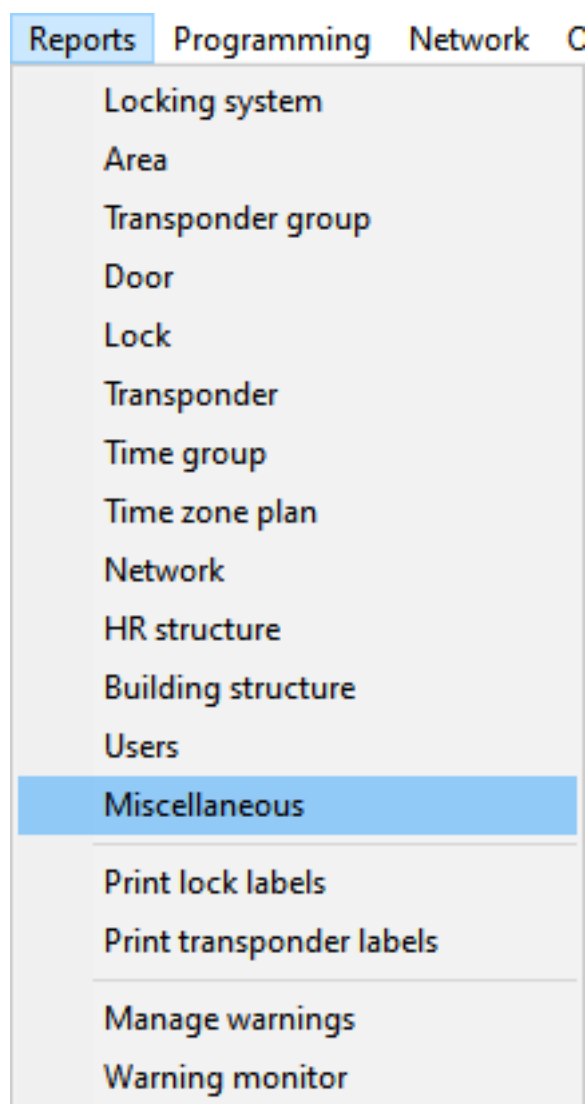 Reports Programming Network
Locking system
Area
Transponder group
Door
Lock
Transponder
Time group
Time zone plan
Network
HR structure
Building structure
Users
Miscellaneous
Print lock labels
Print transponder labels
Manage warnings
Warning monitor